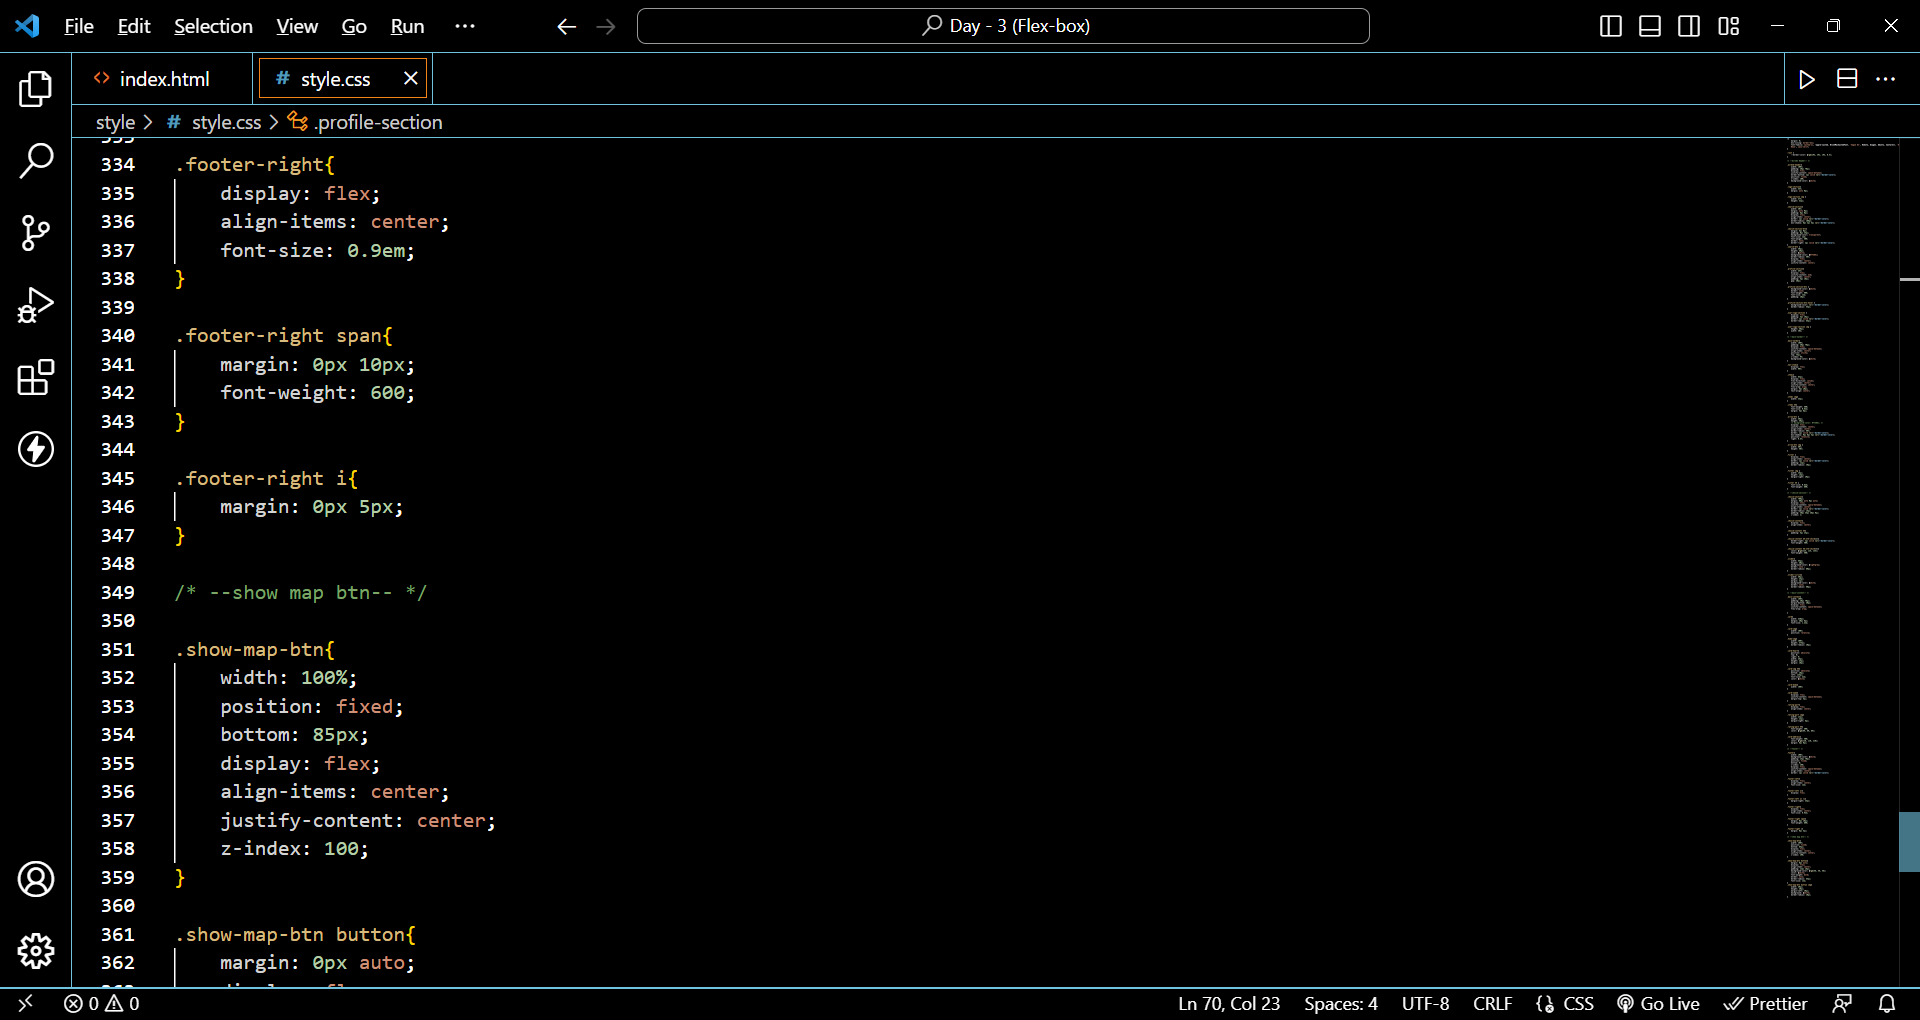 File Edit Selection View Go Run ··· Day - 3 (Flex-box)
index.html # style.css
style > # style.css > .profile-section
334 .footer-right{
335 display: flex;
336 align-items: center;
337 font-size: 0.9em;
338 }
339
340 .footer-right span{
341 margin: 0px 10px;
342 font-weight: 600;
343 }
344
345 .footer-right i{
346 margin: 0px 5px;
347 }
348
349 /* --show map btn-- */
350
351 .show-map-btn{
352 width: 100%;
353 position: fixed;
354 bottom: 85px;
355 display: flex;
356 align-items: center;
357 justify-content: center;
358 z-index: 100;
359 }
360
361 .show-map-btn button{
362 margin: 0px auto;
0 0 Ln 70, Col 23 Spaces: 4 UTF-8 CRLF CSS Go Live Prettier